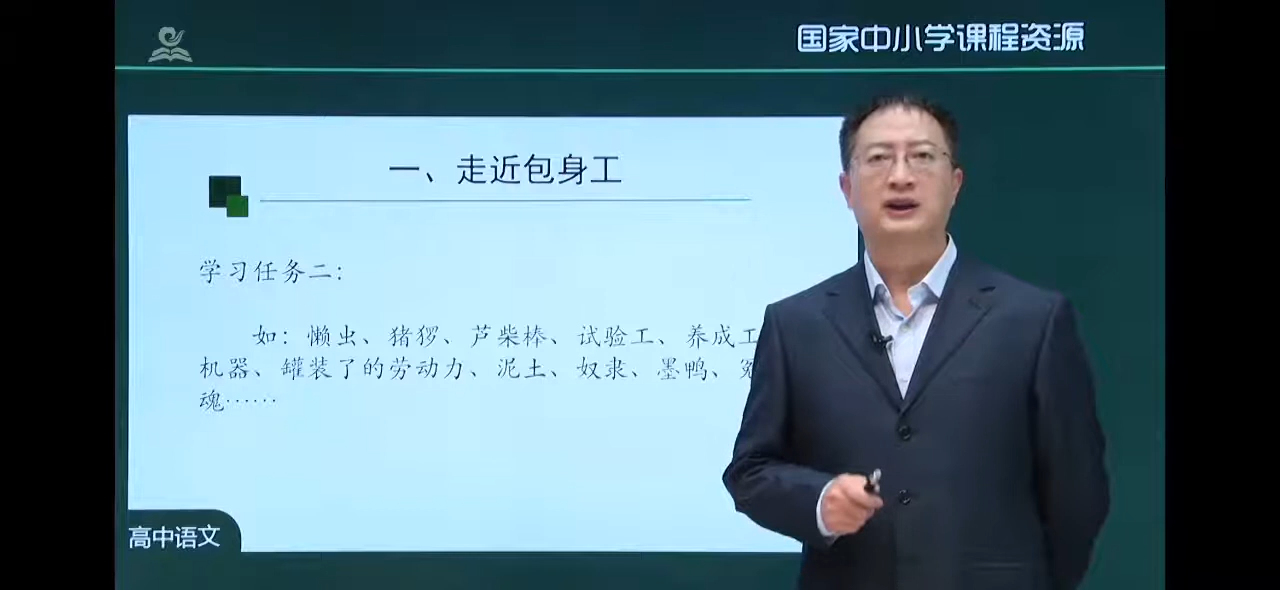 国家中小学课程资源
一、走近包身工
学习任务二：
如：懒虫、猪猡、芦柴棒、试验工、养成工
机器、罐装了的劳动力、泥土、奴隶、墨鸭、冤
魂……
高中语文